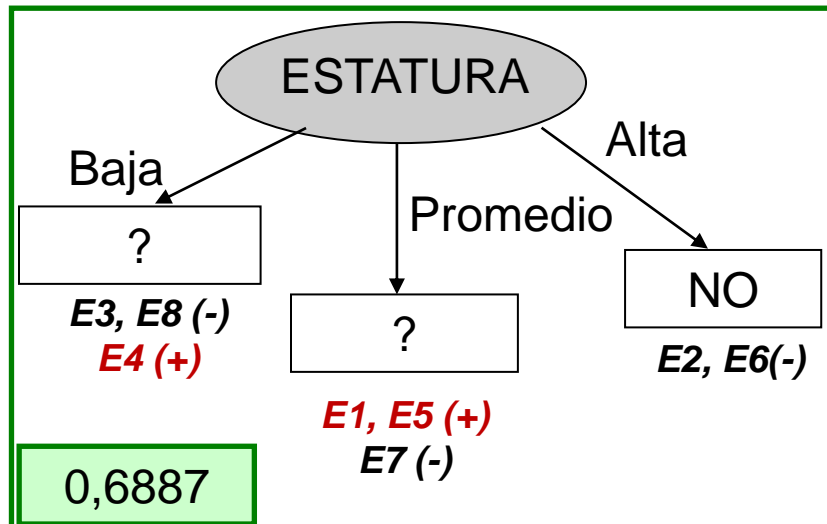 ESTATURA
Baja
Promedio
Alta
?
E3, E8 (-)
E4 (+)
?
E1, E5 (+)
E7 (-)
NO
E2, E6(-)
0,6887